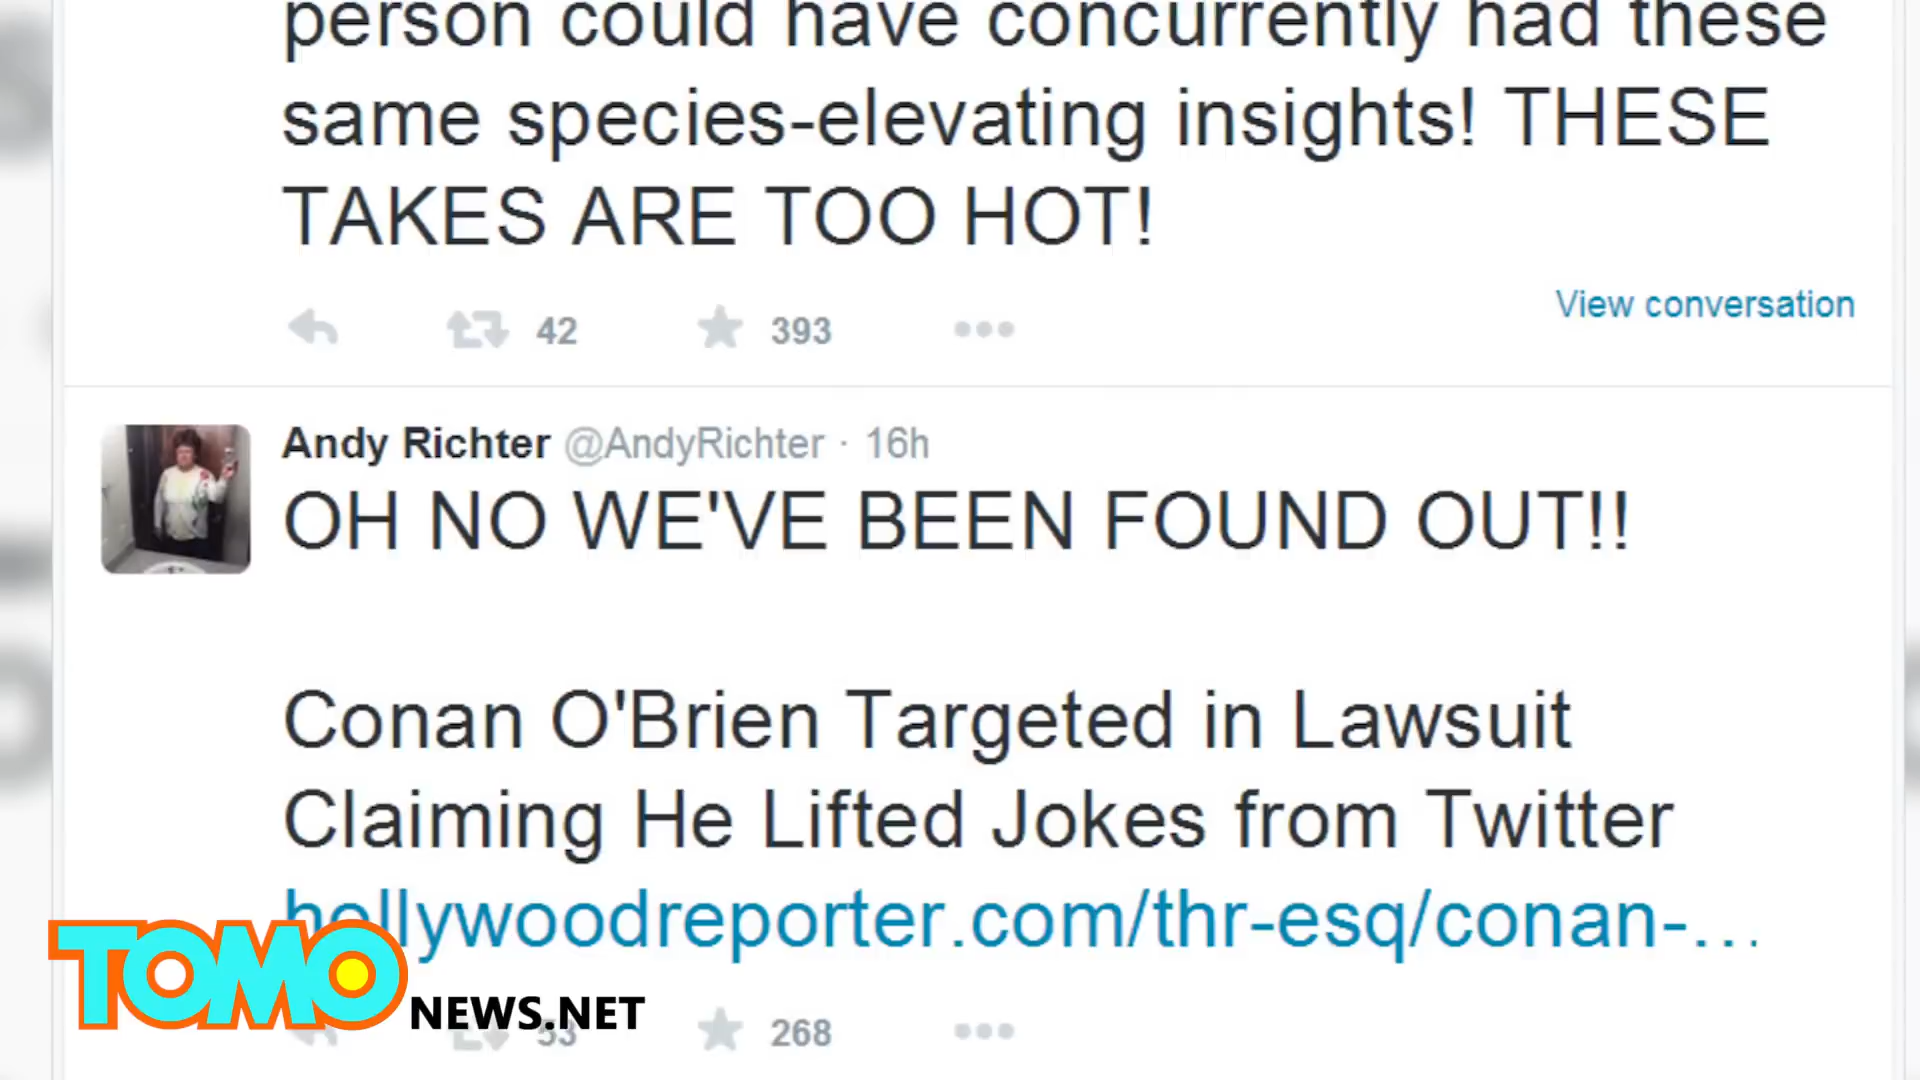 person could have concurrently had these
same species-elevating insights! THESE
TAKES ARE TOO HOT!
42 393
View conversation
Andy Richter @AndyRichter · 16h
OH NO WE'VE BEEN FOUND OUT!!
Conan O'Brien Targeted in Lawsuit
Claiming He Lifted Jokes from Twitter
hollywoodreporter.com/thr-esq/conan-...
TOMO NEWS.NET
53 268